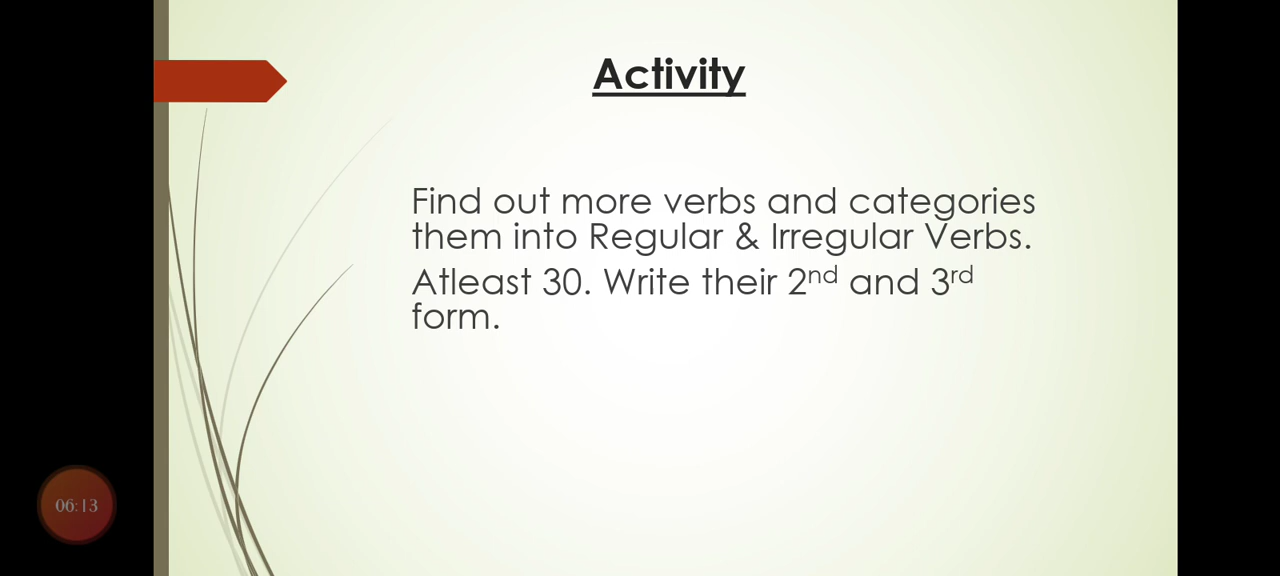 Activity
Find out more verbs and categories
them into Regular & Irregular Verbs.
Atleast 30. Write their 2nd and 3rd
form.
06:13